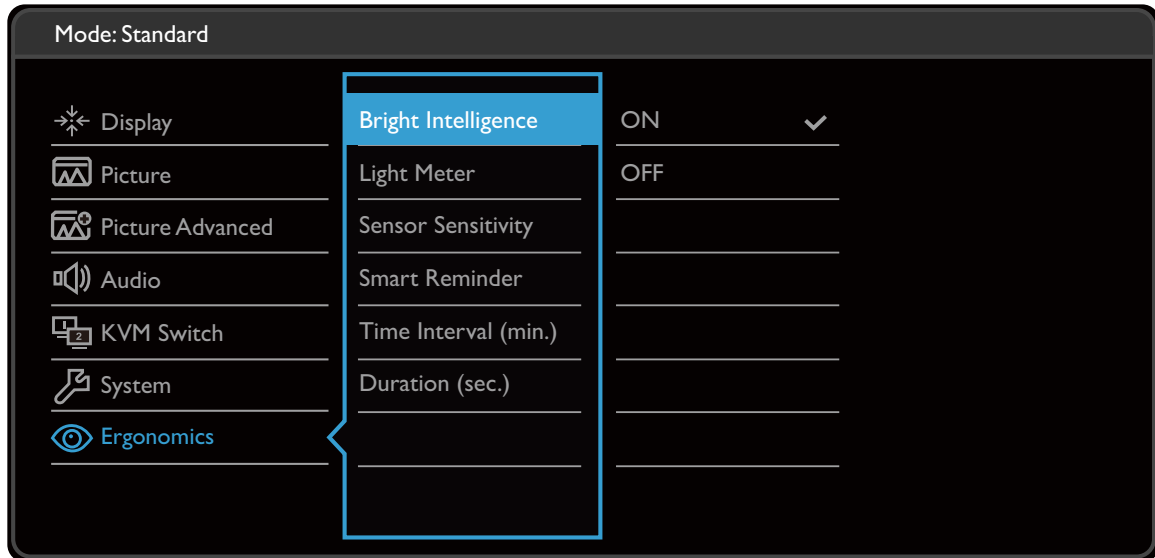 Mode: Standard
Display
Picture
Picture Advanced
Audio
2
KVM Switch
System
Ergonomics
Bright Intelligence
Light Meter
Sensor Sensitivity
Smart Reminder
Time Interval (min.)
Duration (sec.)
ON
OFF